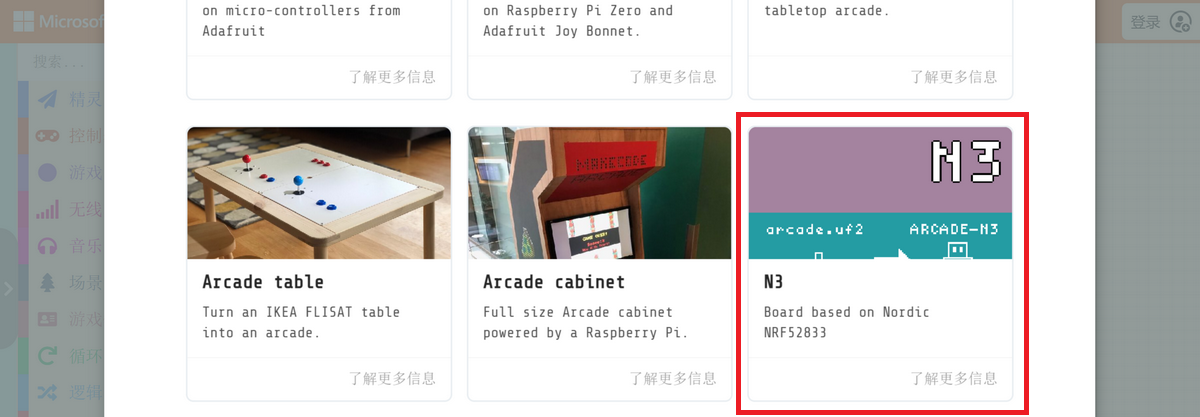 Microsof
登录
搜索...
精灵
控制
游戏
无线
音乐
场景
游戏
循环
逻辑
on micro-controllers from
Adafruit
了解更多信息
on Raspberry Pi Zero and
Adafruit Joy Bonnet.
了解更多信息
tabletop arcade.
了解更多信息
Arcade table
Turn an IKEA FLISAT table
into an arcade.
了解更多信息
MAKECODE
Arcade cabinet
Full size Arcade cabinet
powered by a Raspberry Pi.
了解更多信息
N3
arcade.uf2 ARCADE-N3
N3
Board based on Nordic
NRF52833
了解更多信息